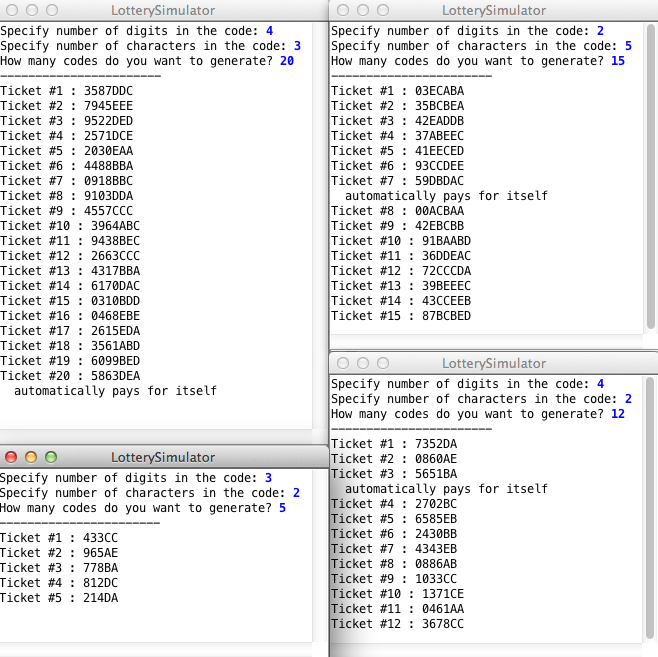 LotterySimulator
Specify number of digits in the code: 4
Specify number of characters in the code: 3
How many codes do you want to generate? 20
-----------------------
Ticket #1 : 3587DDC
Ticket #2 : 7945EEE
Ticket #3 : 9522DED
Ticket #4 : 2571DCE
Ticket #5 : 2030EAA
Ticket #6 : 4488BBA
Ticket #7 : 0918BBC
Ticket #8 : 9103DDA
Ticket #9 : 4557CCC
Ticket #10 : 3964ABC
Ticket #11 : 9438BEC
Ticket #12 : 2663CCC
Ticket #13 : 4317BBA
Ticket #14 : 6170DAC
Ticket #15 : 0310BDD
Ticket #16 : 0468EBE
Ticket #17 : 2615EDA
Ticket #18 : 3561ABD
Ticket #19 : 6099BED
Ticket #20 : 5863DEA
automatically pays for itself
LotterySimulator
Specify number of digits in the code: 3
Specify number of characters in the code: 2
How many codes do you want to generate? 5
-----------------------
Ticket #1 : 433CC
Ticket #2 : 965AE
Ticket #3 : 778BA
Ticket #4 : 812DC
Ticket #5 : 214DA
LotterySimulator
Specify number of digits in the code: 2
Specify number of characters in the code: 5
How many codes do you want to generate? 15
-----------------------
Ticket #1 : 03ECABA
Ticket #2 : 35BCBEA
Ticket #3 : 42EADDB
Ticket #4 : 37ABEEC
Ticket #5 : 41EECED
Ticket #6 : 93CCDEE
Ticket #7 : 59DBDAC
automatically pays for itself
Ticket #8 : 00ACBAA
Ticket #9 : 42EBCBB
Ticket #10 : 91BAABD
Ticket #11 : 36DDEAC
Ticket #12 : 72CCCDA
Ticket #13 : 39BEEEC
Ticket #14 : 43CCEEB
Ticket #15 : 87BCBED
LotterySimulator
Specify number of digits in the code: 4
Specify number of characters in the code: 2
How many codes do you want to generate? 12
-----------------------
Ticket #1 : 7352DA
Ticket #2 : 0860AE
Ticket #3 : 5651BA
automatically pays for itself
Ticket #4 : 2702BC
Ticket #5 : 6585EB
Ticket #6 : 2430BB
Ticket #7 : 4343EB
Ticket #8 : 0886AB
Ticket #9 : 1033CC
Ticket #10 : 1371CE
Ticket #11 : 0461AA
Ticket #12 : 3678CC